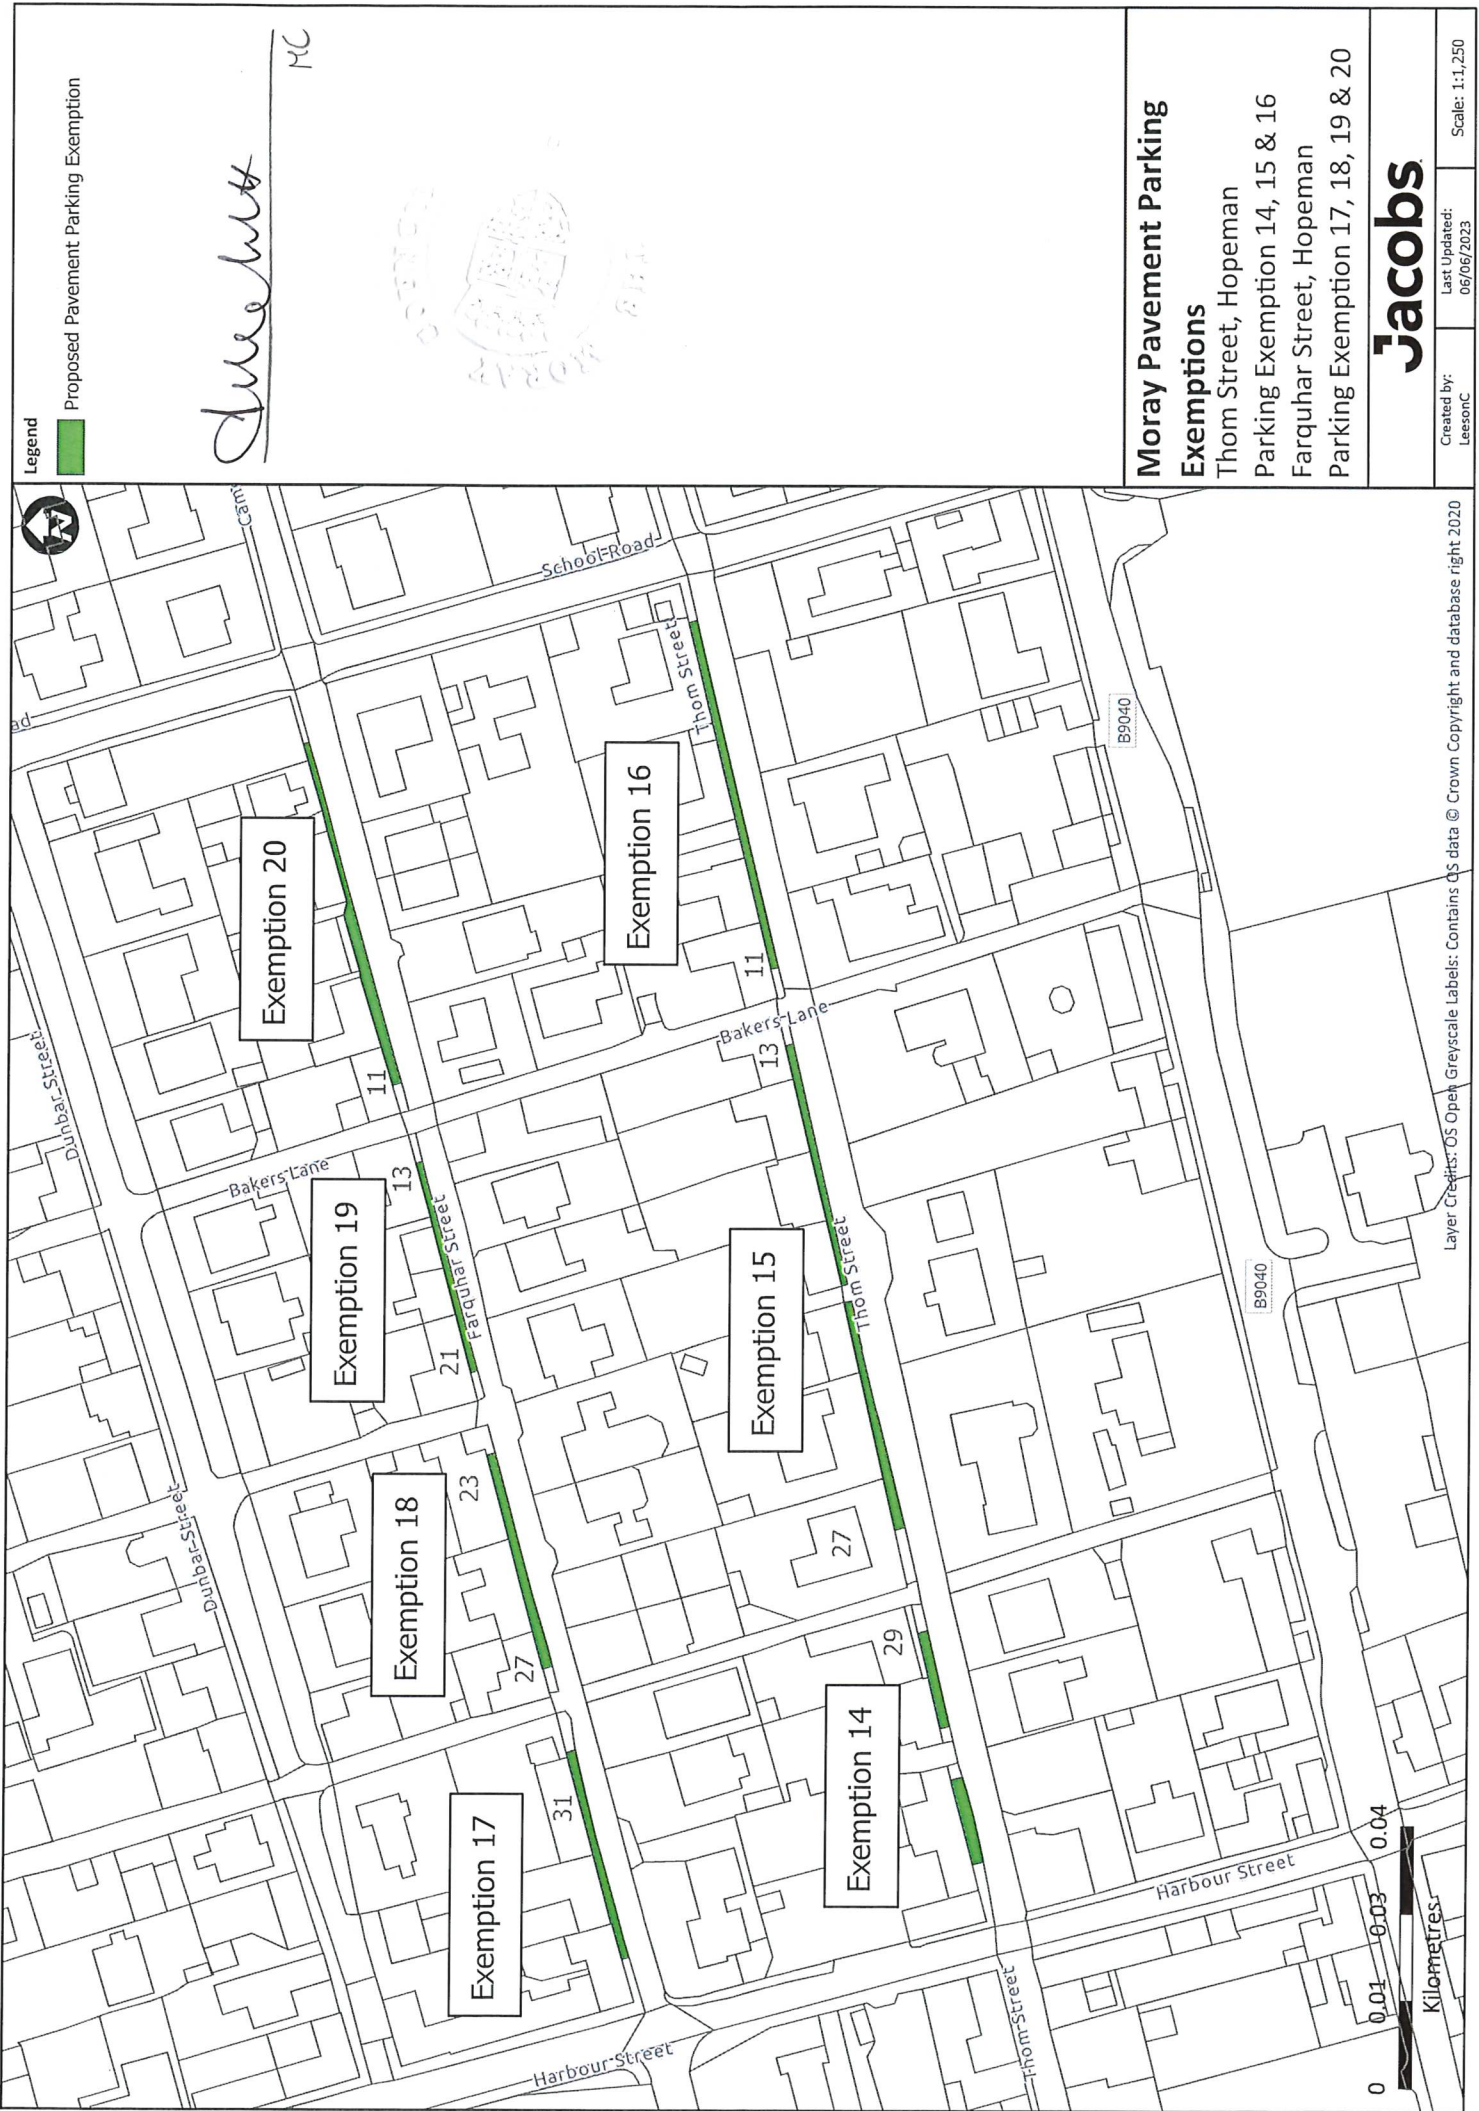 Legend
Proposed Pavement Parking Exemption
MC
Dunbar Street
Dunbar Street
Exemption 17
Exemption 18
Exemption 19
Exemption 20
31
27
23
21
13
11
Bakers Lane
Farquhar Street
Harbour Street
School Road
Exemption 14
Exemption 15
Exemption 16
29
27
13
11
Bakers Lane
Thom Street
Thom Street
Thom Street
Harbour Street
B9040
B9040
0 0.01 0.03 0.04
Kilometres
Layer Credits: OS Open Greyscale Labels: Contains OS data © Crown Copyright and database right 2020
Moray Pavement Parking
Exemptions
Thom Street, Hopeman
Parking Exemption 14, 15 & 16
Farquhar Street, Hopeman
Parking Exemption 17, 18, 19 & 20
Jacobs
Created by:
LeesonC
Last Updated:
06/06/2023
Scale: 1:1,250